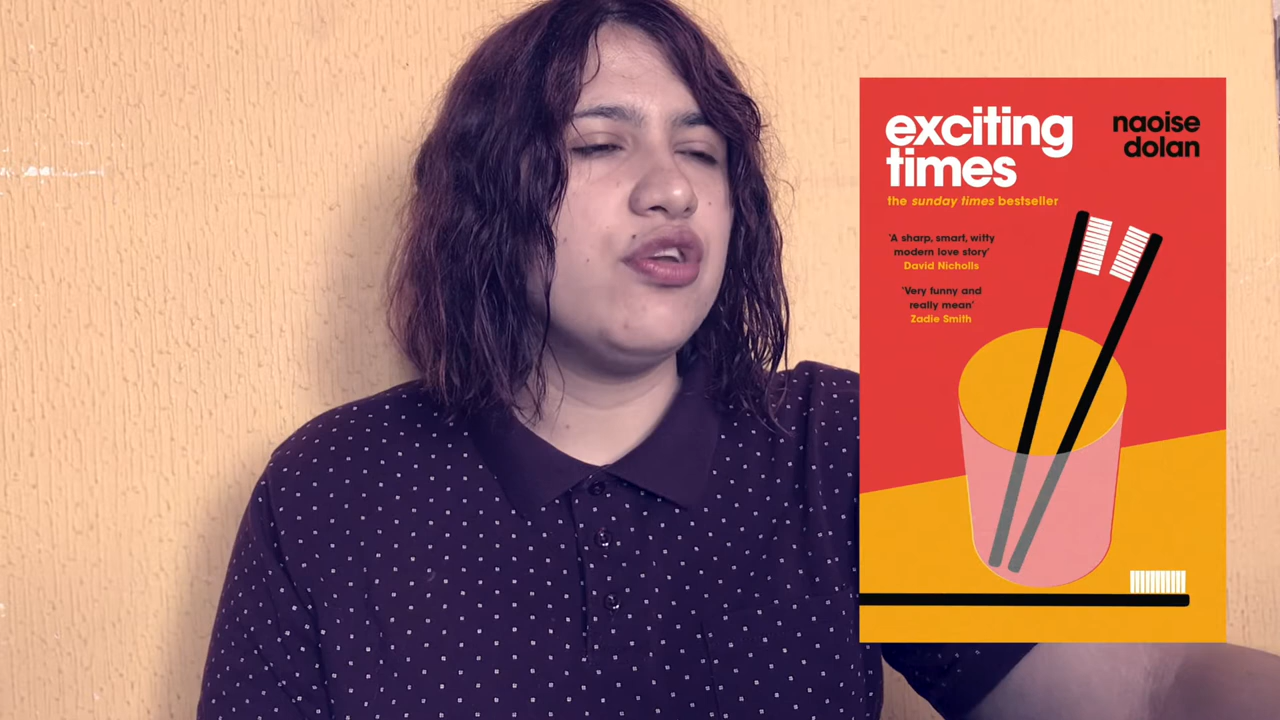 exciting
times
naoise
dolan
the sunday times bestseller
'A sharp, smart, witty
modern love story'
David Nicholls
'Very funny and
really mean'
Zadie Smith